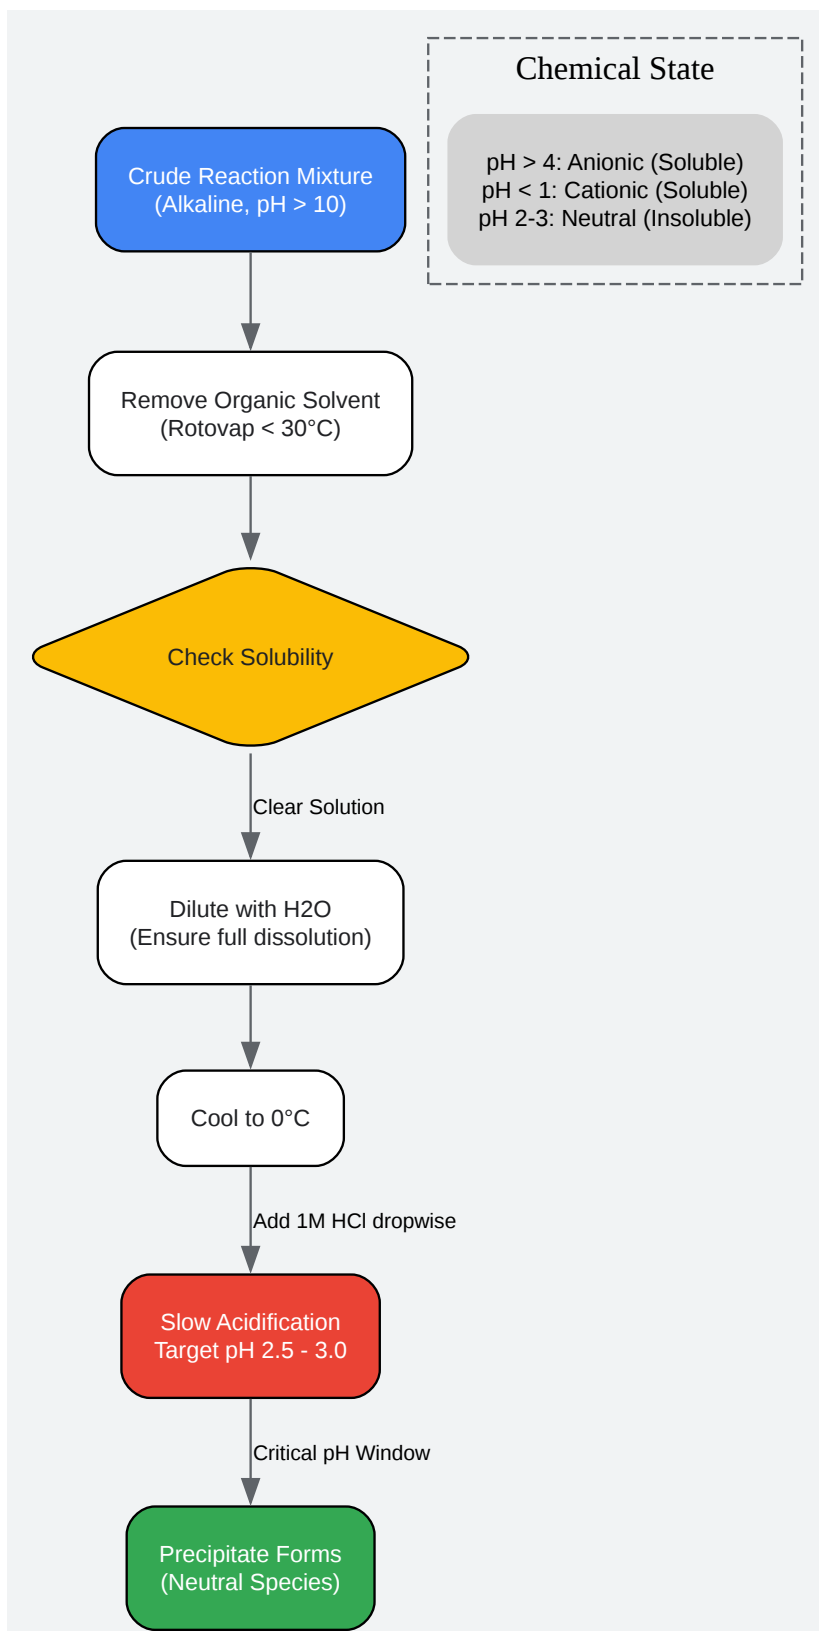 Chemical State
pH > 4: Anionic (Soluble)
pH < 1: Cationic (Soluble)
pH 2-3: Neutral (Insoluble)
Crude Reaction Mixture
(Alkaline, pH > 10)
Remove Organic Solvent
(Rotovap < 30°C)
Check Solubility
Clear Solution
Dilute with H2O
(Ensure full dissolution)
Cool to 0°C
Add 1M HCl dropwise
Slow Acidification
Target pH 2.5 - 3.0
Critical pH Window
Precipitate Forms
(Neutral Species)